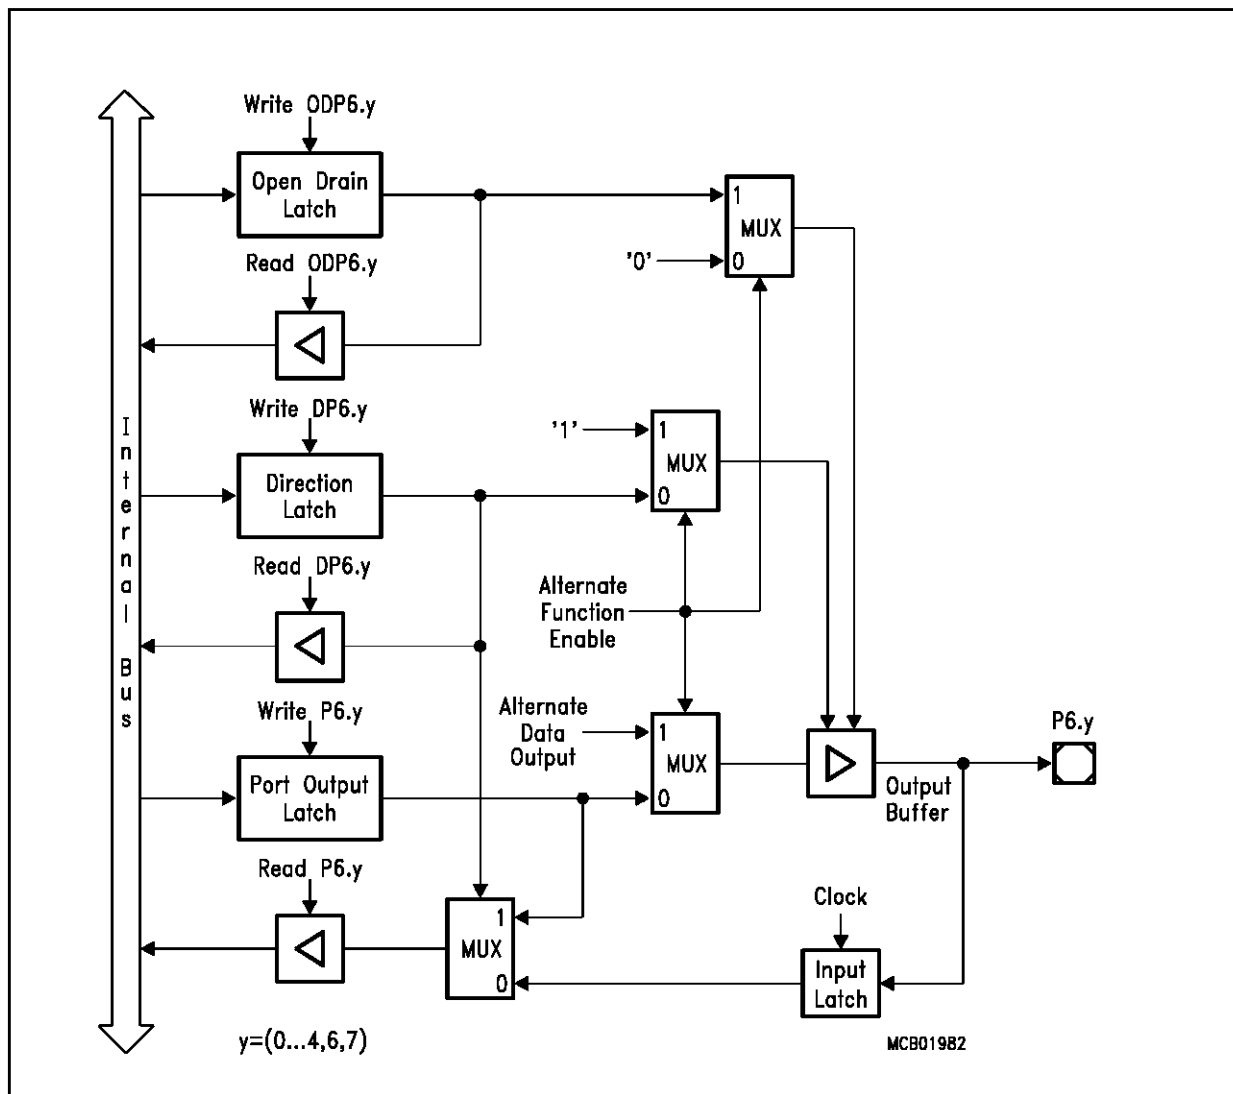 Write ODP6.y
Open Drain
Latch
1
MUX
'0'
0
Read ODP6.y
Write DP6.y
'1'
1
MUX
Direction
Latch
0
Internal Bus
Read DP6.y
Alternate
Function
Enable
Write P6.y
Alternate
Data
Output
1
MUX
0
P6.y
Port Output
Latch
Output
Buffer
Read P6.y
1
MUX
0
Clock
Input
Latch
y=(0...4,6,7)
MCB01982